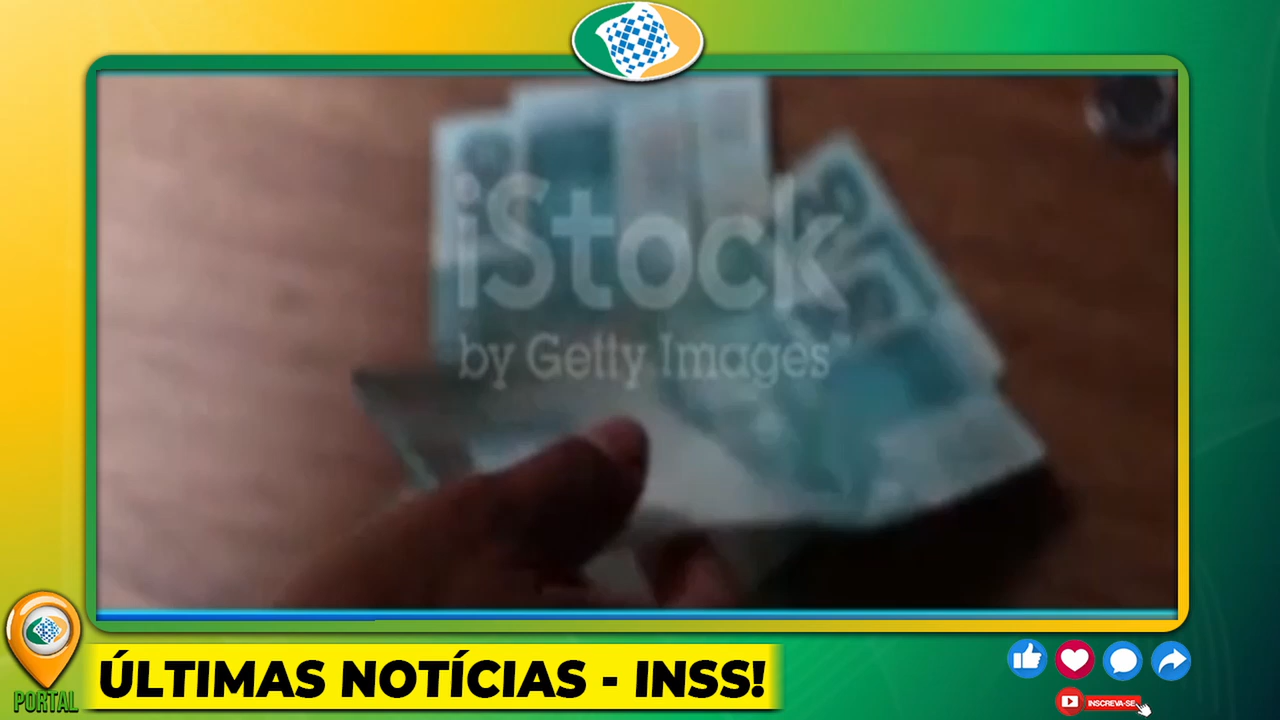 iStock
by Getty Images
PORTAL
ÚLTIMAS NOTÍCIAS - INSS!
INSCREVA-SE